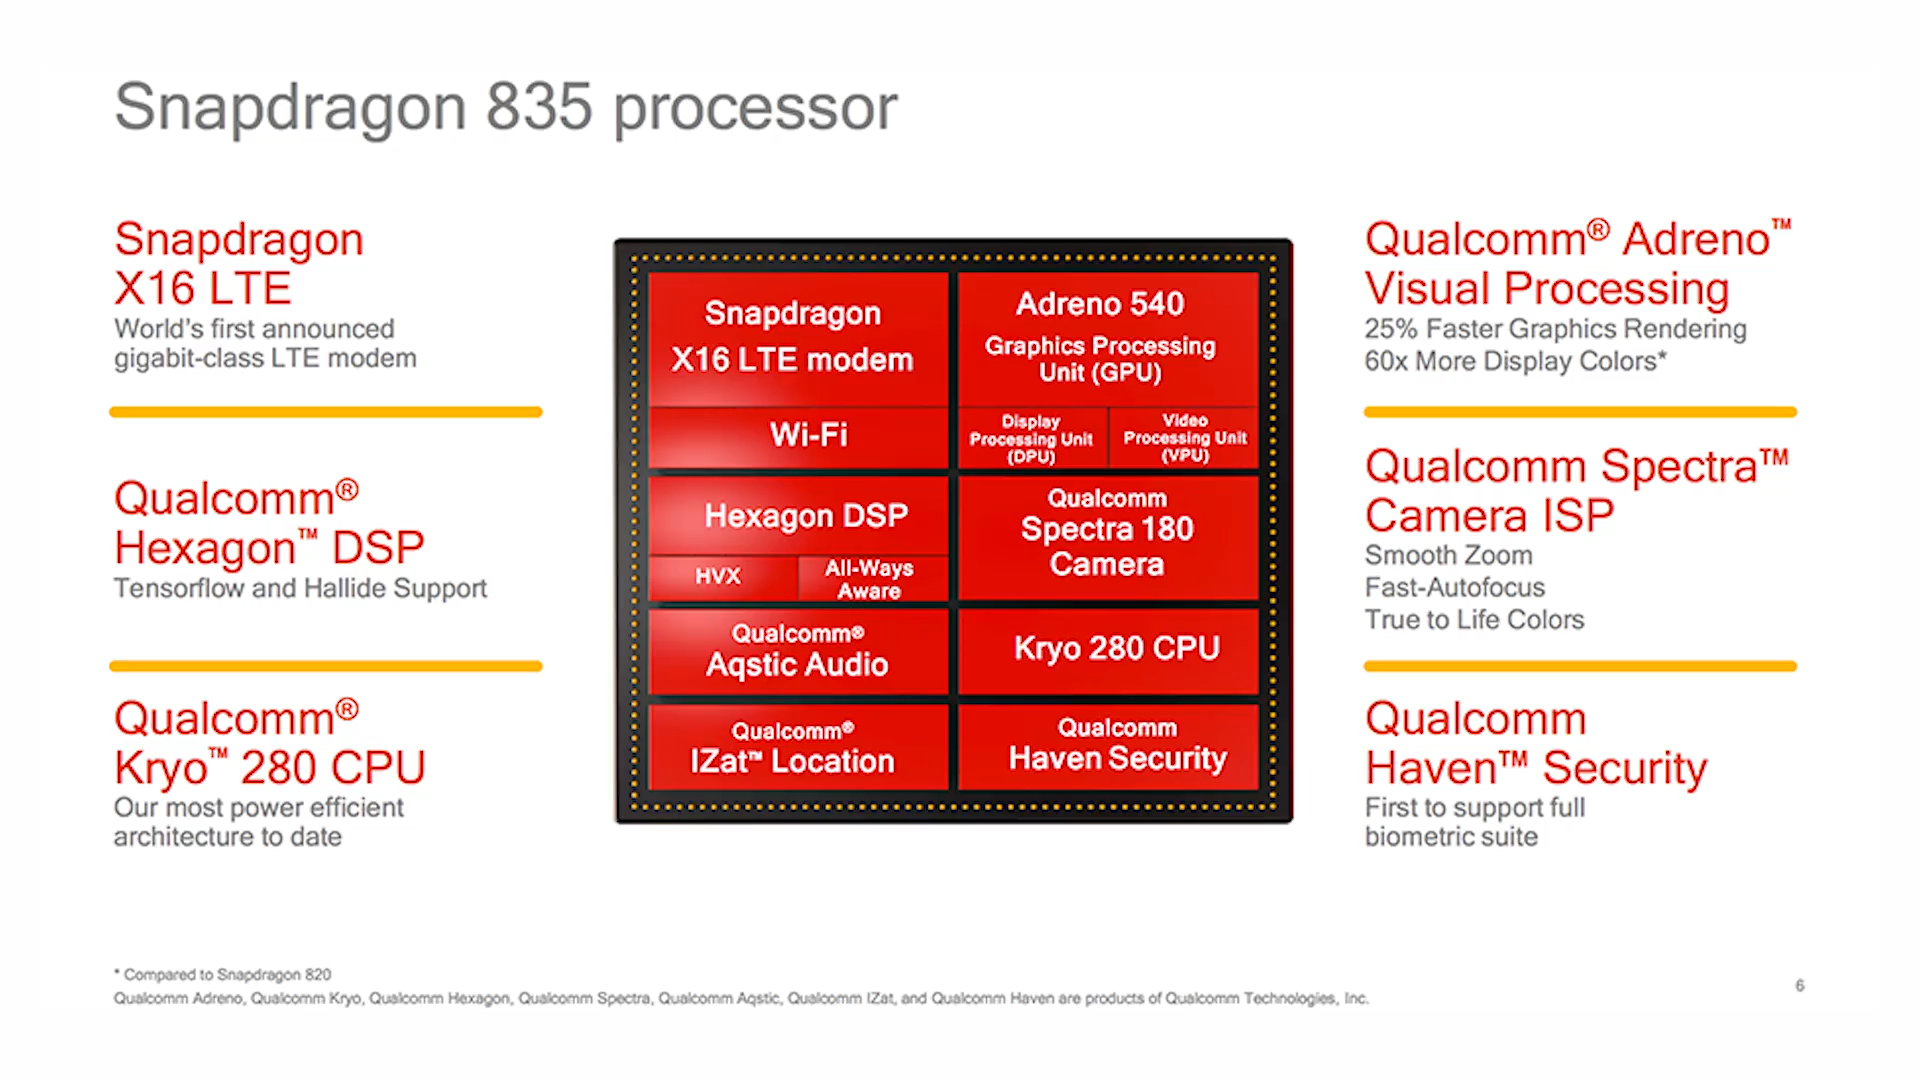 Snapdragon 835 processor
Snapdragon
X16 LTE
World's first announced
gigabit-class LTE modem
Qualcomm®
Hexagon™ DSP
Tensorflow and Hallide Support
Qualcomm®
Kryo™ 280 CPU
Our most power efficient
architecture to date
Snapdragon
X16 LTE modem
Wi-Fi
Hexagon DSP
HVX
All-Ways
Aware
Qualcomm®
Aqstic Audio
Qualcomm®
IZat™ Location
Adreno 540
Graphics Processing
Unit (GPU)
Display
Processing Unit
(DPU)
Video
Processing Unit
(VPU)
Qualcomm
Spectra 180
Camera
Kryo 280 CPU
Qualcomm
Haven Security
Qualcomm® Adreno™
Visual Processing
25% Faster Graphics Rendering
60x More Display Colors*
Qualcomm Spectra™
Camera ISP
Smooth Zoom
Fast-Autofocus
True to Life Colors
Qualcomm
Haven™ Security
First to support full
biometric suite
* Compared to Snapdragon 820
Qualcomm Adreno, Qualcomm Kryo, Qualcomm Hexagon, Qualcomm Spectra, Qualcomm Aqstic, Qualcomm IZat, and Qualcomm Haven are products of Qualcomm Technologies, Inc.
6